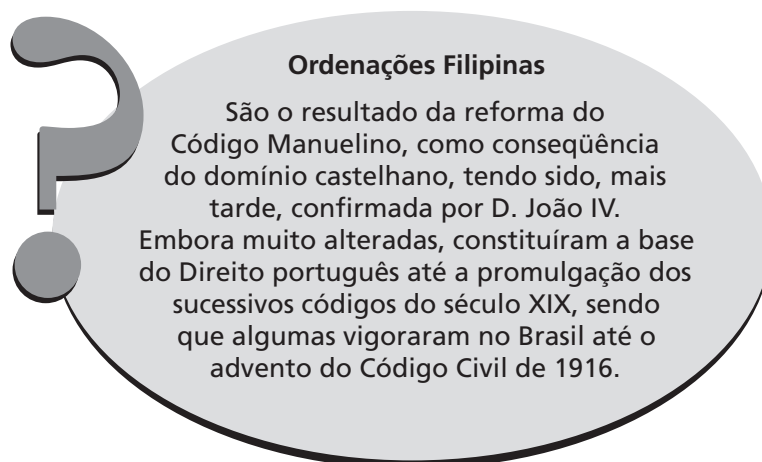 Ordenações Filipinas
São o resultado da reforma do
Código Manuelino, como conseqüência
do domínio castelhano, tendo sido, mais
tarde, confirmada por D. João IV.
Embora muito alteradas, constituíram a base
do Direito português até a promulgação dos
sucessivos códigos do século XIX, sendo
que algumas vigoraram no Brasil até o
advento do Código Civil de 1916.